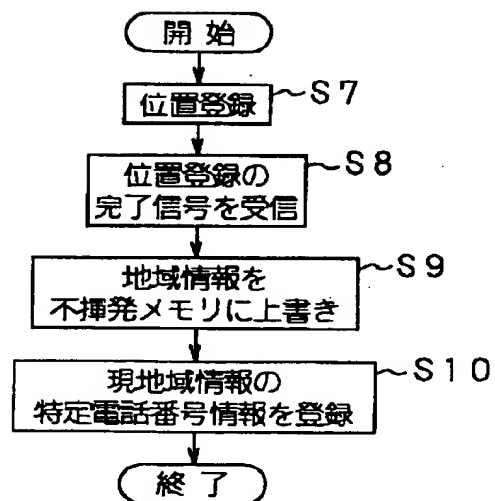 開始
位置登録
S7
位置登録の
完了信号を受信
S8
地域情報を
不揮発メモリに上書き
S9
現地域情報の
特定電話番号情報を登録
S10
終了